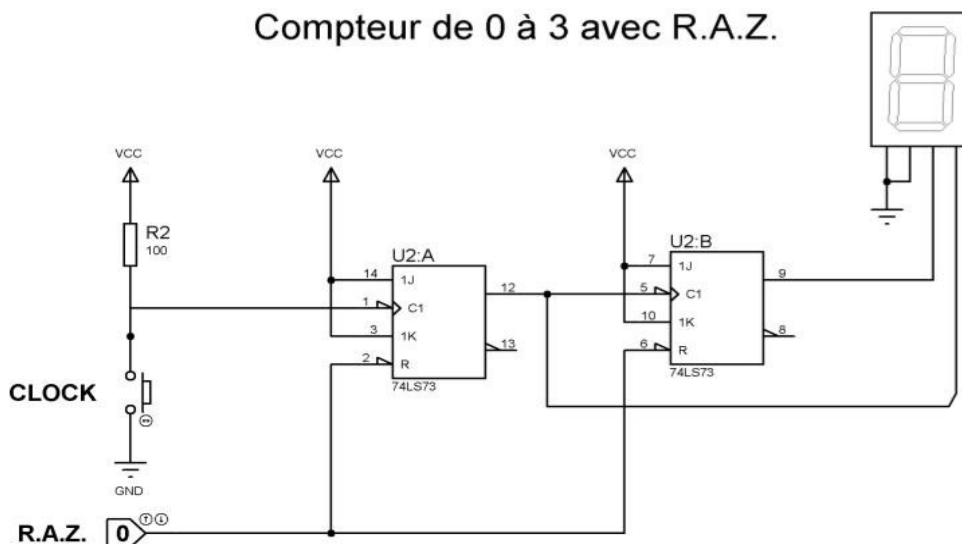 Compteur de 0 à 3 avec R.A.Z.
VCC
VCC
VCC
R2
100
U2:A
U2:B
14
1J
12
1
C1
3
1K
13
2
R
74LS73
7
1J
9
5
C1
10
1K
8
6
R
74LS73
CLOCK
GND
R.A.Z.
0